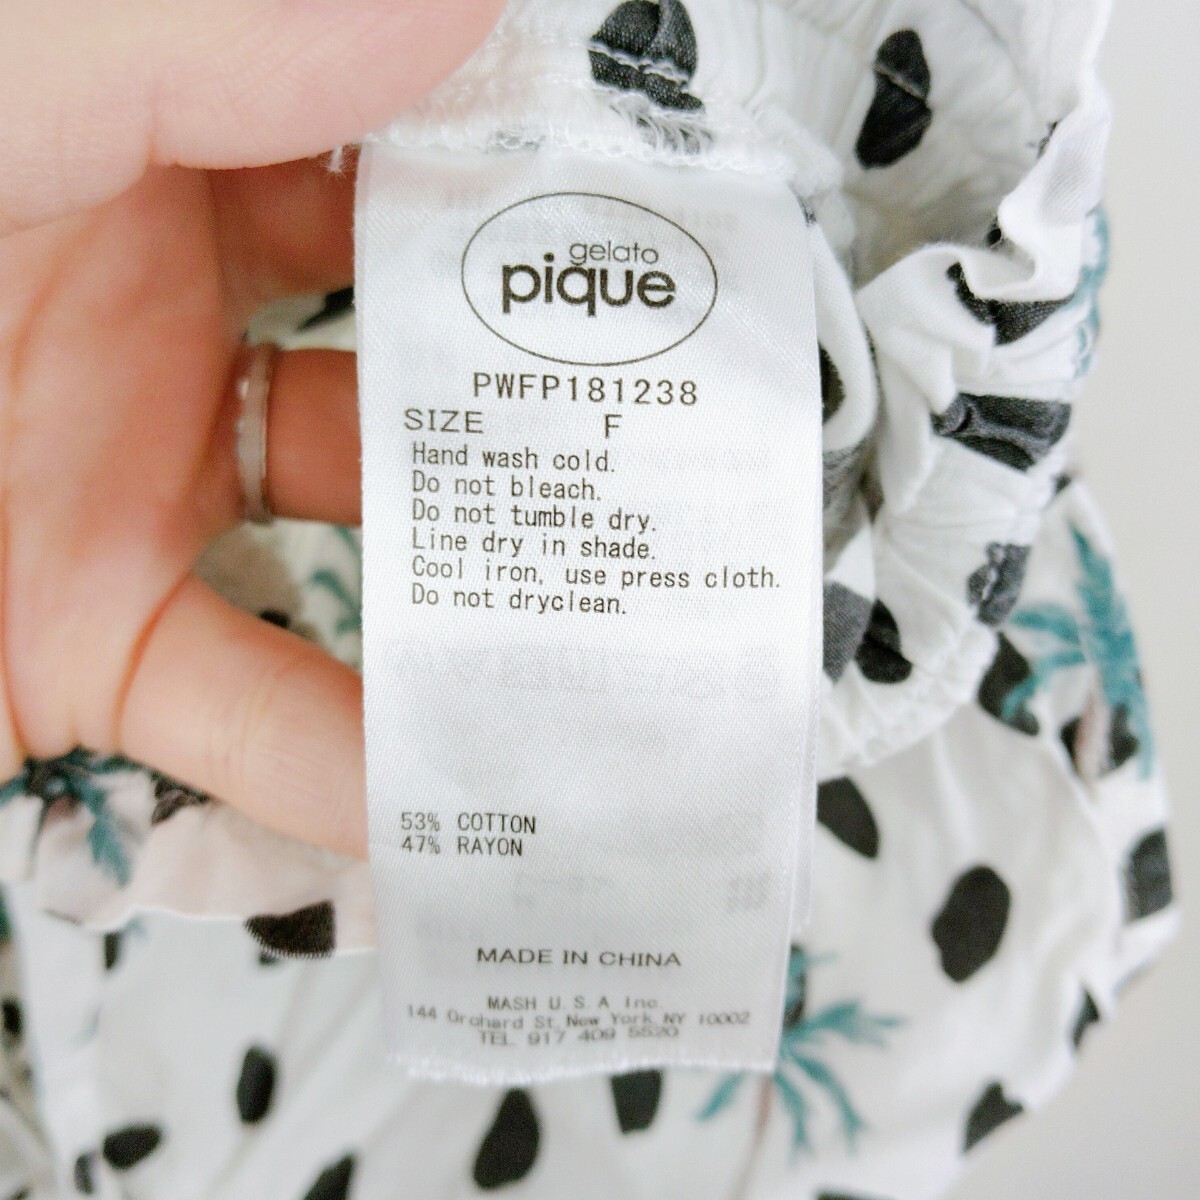 gelato
pique
PWFP181238
SIZE F
Hand wash cold.
Do not bleach.
Do not tumble dry.
Line dry in shade.
Cool iron, use press cloth.
Do not dryclean.
53% COTTON
47% RAYON
MADE IN CHINA
MASH U.S.A Inc.
144 Orchard St, New York, NY 10002
TEL 917 409 5520